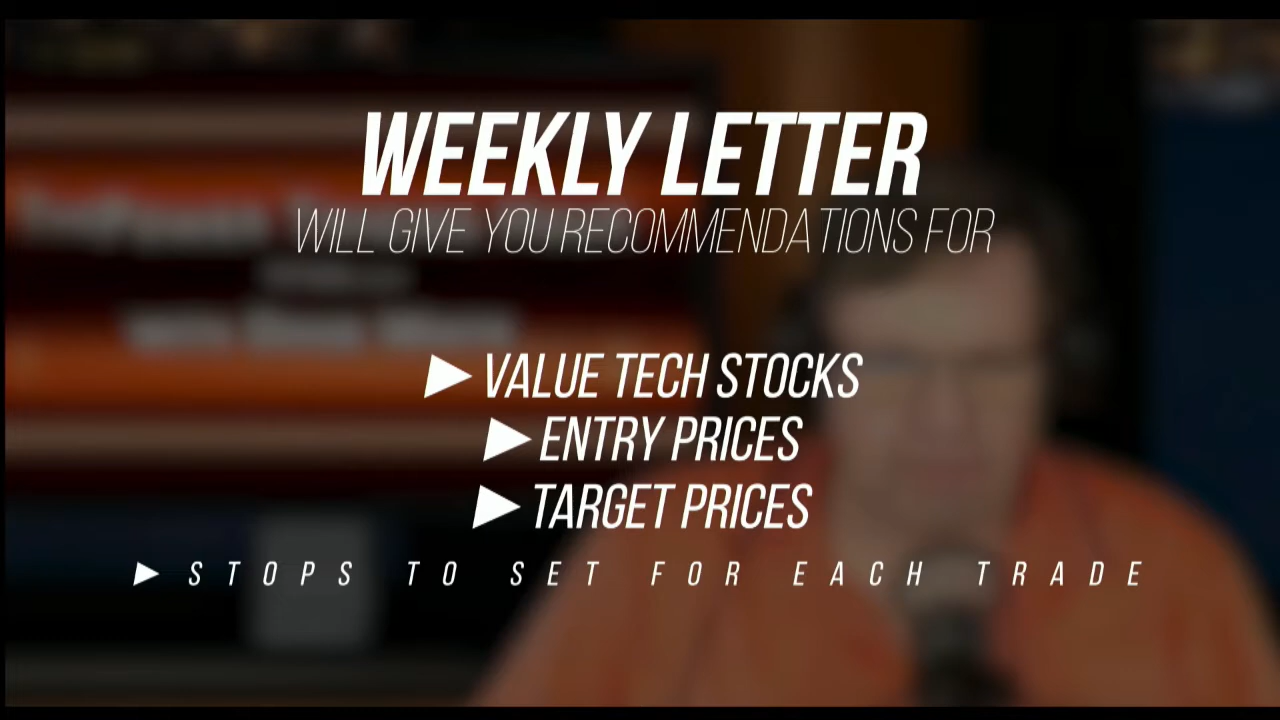 WEEKLY LETTER
WILL GIVE YOU RECOMMENDATIONS FOR
▶ VALUE TECH STOCKS
▶ ENTRY PRICES
▶ TARGET PRICES
▶ STOPS TO SET FOR EACH TRADE